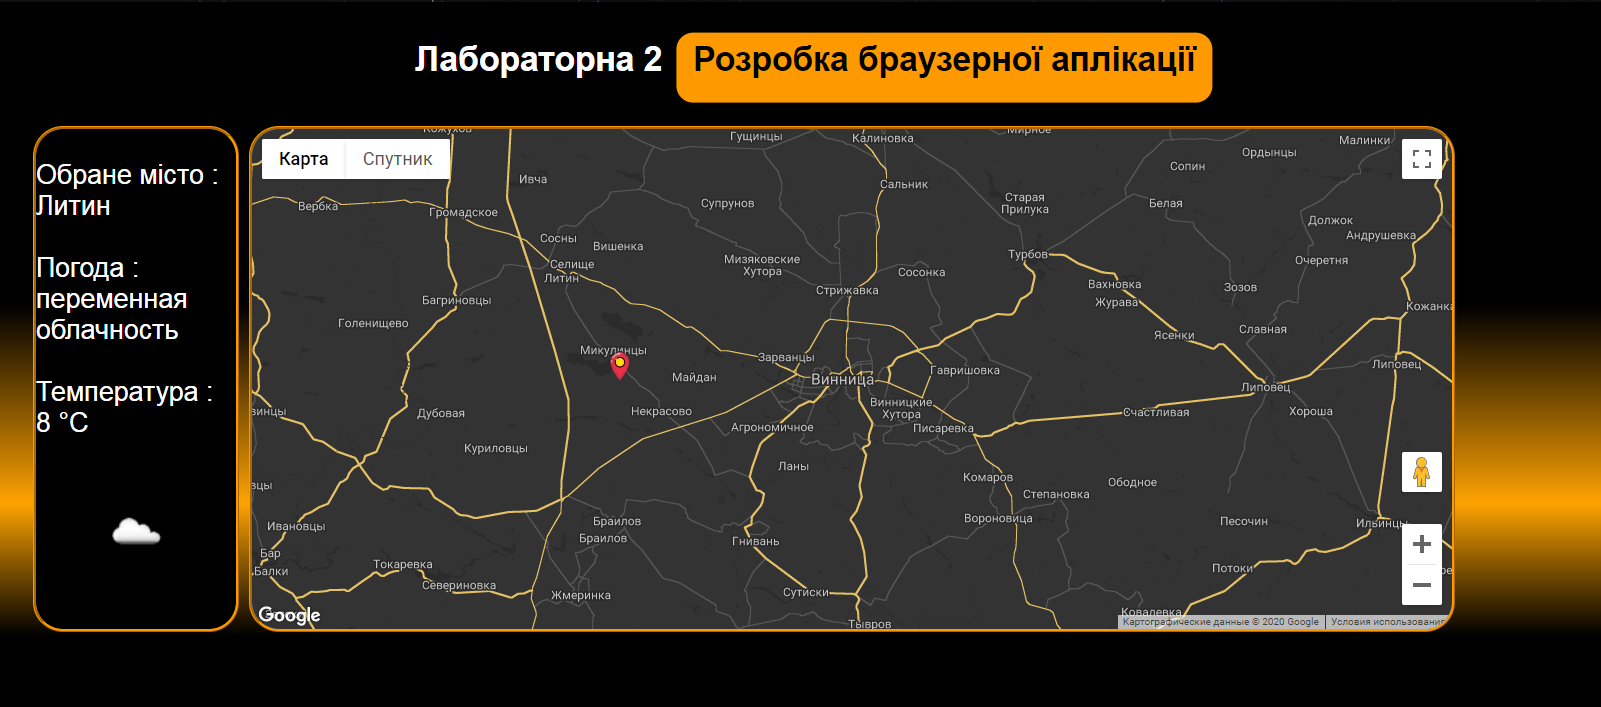 Лабораторна 2 Розробка браузерної аплікації
Обране місто :
Литин
Погода :
переменная
облачность
Температура :
8 °C
Карта Спутник
Кожухов
Гущинцы
Калиновка
Мирное
Малинки
Ордынцы
Сопин
Ивча
Сальник
Вербка
Громадское
Супрунов
Старая
Прилука
Белая
Должок
Андрушевка
Сосны
Вишенка
Селище
Литин
Мизяковские
Хутора
Сосонка
Турбов
Очеретня
Стрижавка
Вахновка
Журава
Зозов
Багриновцы
Кожанка
Голенищево
Ясенки
Славная
Микулинцы
Зарванцы
Майдан
Винница
Гавришовка
Липовец
Липовец
Винницкие
Хутора
Некрасово
Дубовая
Счастливая
Хороша
Агрономичное
Писаревка
Куриловцы
Ланы
Комаров
Степановка
Ободное
Вороновица
Песочин
Ильинцы
Ивановцы
Браилов
Браилов
Гнивань
Бар
Балки
Токаревка
Севериновка
Жмеринка
Сутиски
Потоки
Ковалевка
Тывров
Google
Картографические данные © 2020 Google
Условия использования